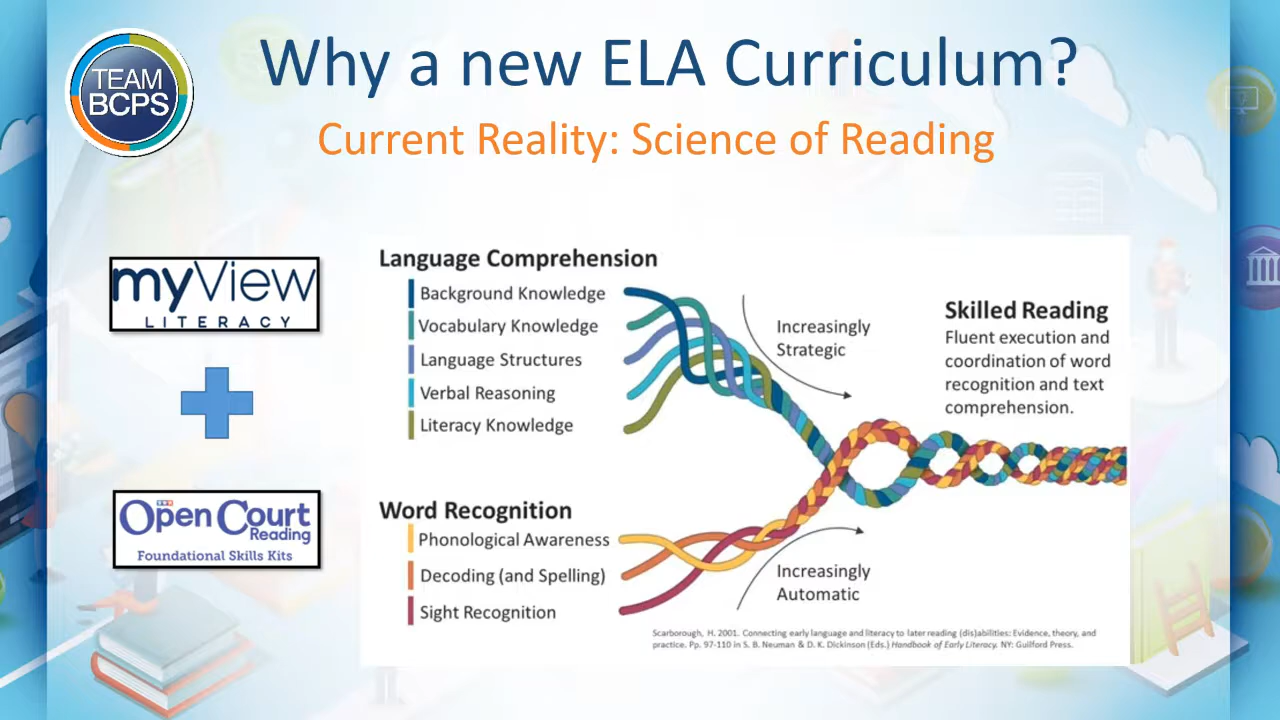 TEAM
BCPS
Why a new ELA Curriculum?
Current Reality: Science of Reading
myView
LITERACY
Open Court
Reading
Foundational Skills Kits
Language Comprehension
Background Knowledge
Vocabulary Knowledge
Language Structures
Verbal Reasoning
Literacy Knowledge
Increasingly
Strategic
Skilled Reading
Fluent execution and
coordination of word
recognition and text
comprehension.
Word Recognition
Phonological Awareness
Decoding (and Spelling)
Sight Recognition
Increasingly
Automatic
Scarborough, H. 2001. Connecting early language and literacy to later reading (dis)abilities: Evidence, theory, and
practice. Pp. 97-110 in S. B. Neuman & D. K. Dickinson (Eds.) Handbook of Early Literacy. NY: Guilford Press.